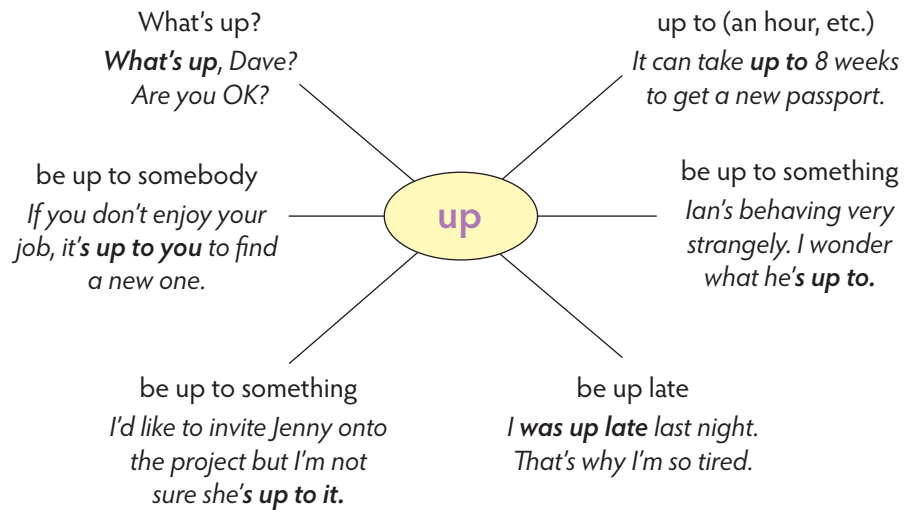 What's up?
What's up, Dave?
Are you OK?
up to (an hour, etc.)
It can take up to 8 weeks
to get a new passport.
be up to somebody
If you don't enjoy your
job, it's up to you to find
a new one.
up
be up to something
Ian's behaving very
strangely. I wonder
what he's up to.
be up to something
I'd like to invite Jenny onto
the project but I'm not
sure she's up to it.
be up late
I was up late last night.
That's why I'm so tired.